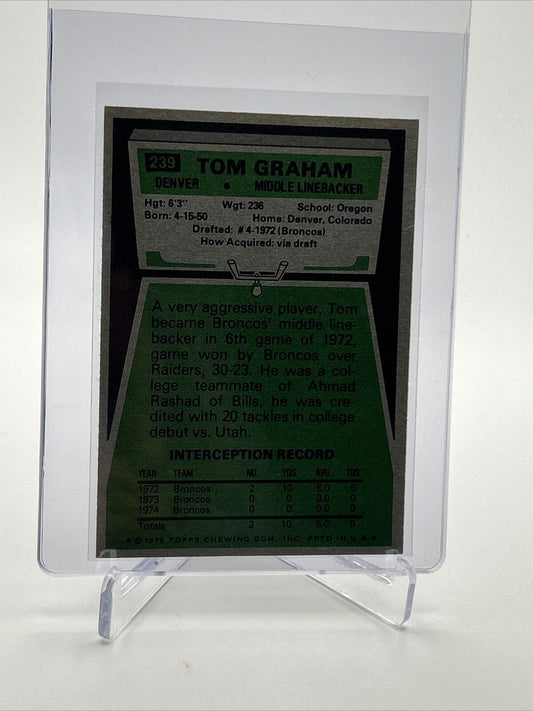 239 TOM GRAHAM
DENVER • MIDDLE LINEBACKER
Hgt: 6'3" Wgt: 236 School: Oregon
Born: 4-15-50 Home: Denver, Colorado
Drafted: #4-1972 (Broncos)
How Acquired: via draft
A very aggressive player, Tom
became Broncos' middle line-
backer in 6th game of 1972,
game won by Broncos over
Raiders, 30-23. He was a col-
lege teammate of Ahmad
Rashad of Bills, he was cre-
dited with 20 tackles in college
debut vs. Utah.
INTERCEPTION RECORD
YEAR TEAM NO. YDS. AVG. TDS.
1972 Broncos 2 10 5.0 0
1973 Broncos 0 0 0.0 0
1974 Broncos 0 0 0.0 0
Totals 2 10 5.0 0
* © 1975 TOPPS CHEWING GUM, INC. PRTD IN U.S.A.